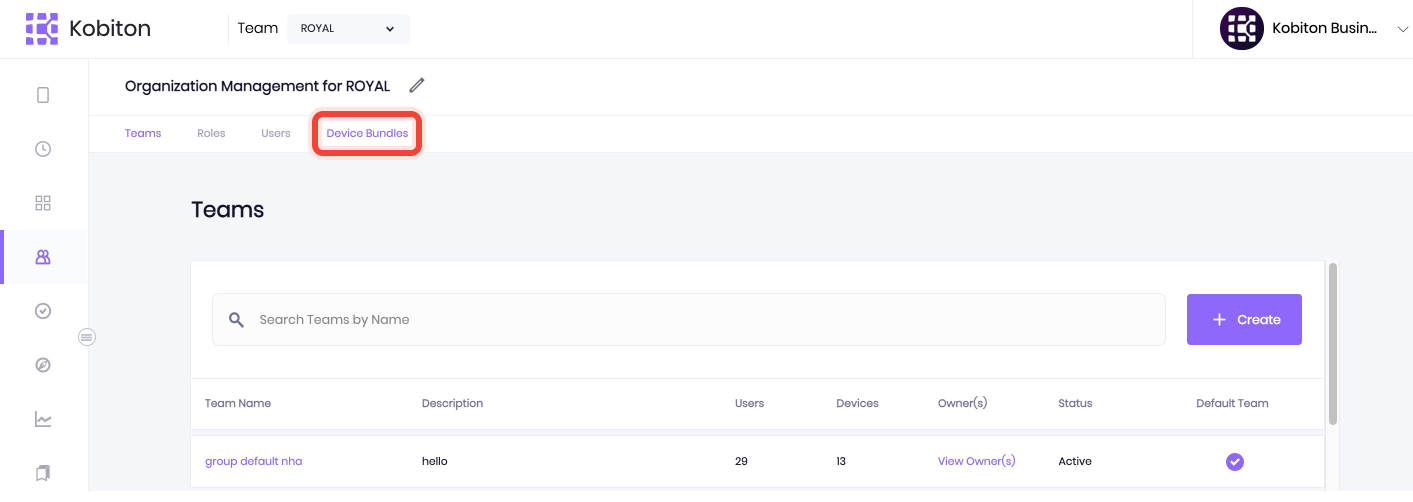 Kobiton Team ROYAL Kobiton Busin...
Organization Management for ROYAL
Teams Roles Users Device Bundles
Teams
Search Teams by Name + Create
Team Name Description Users Devices Owner(s) Status Default Team
group default nha hello 29 13 View Owner(s) Active